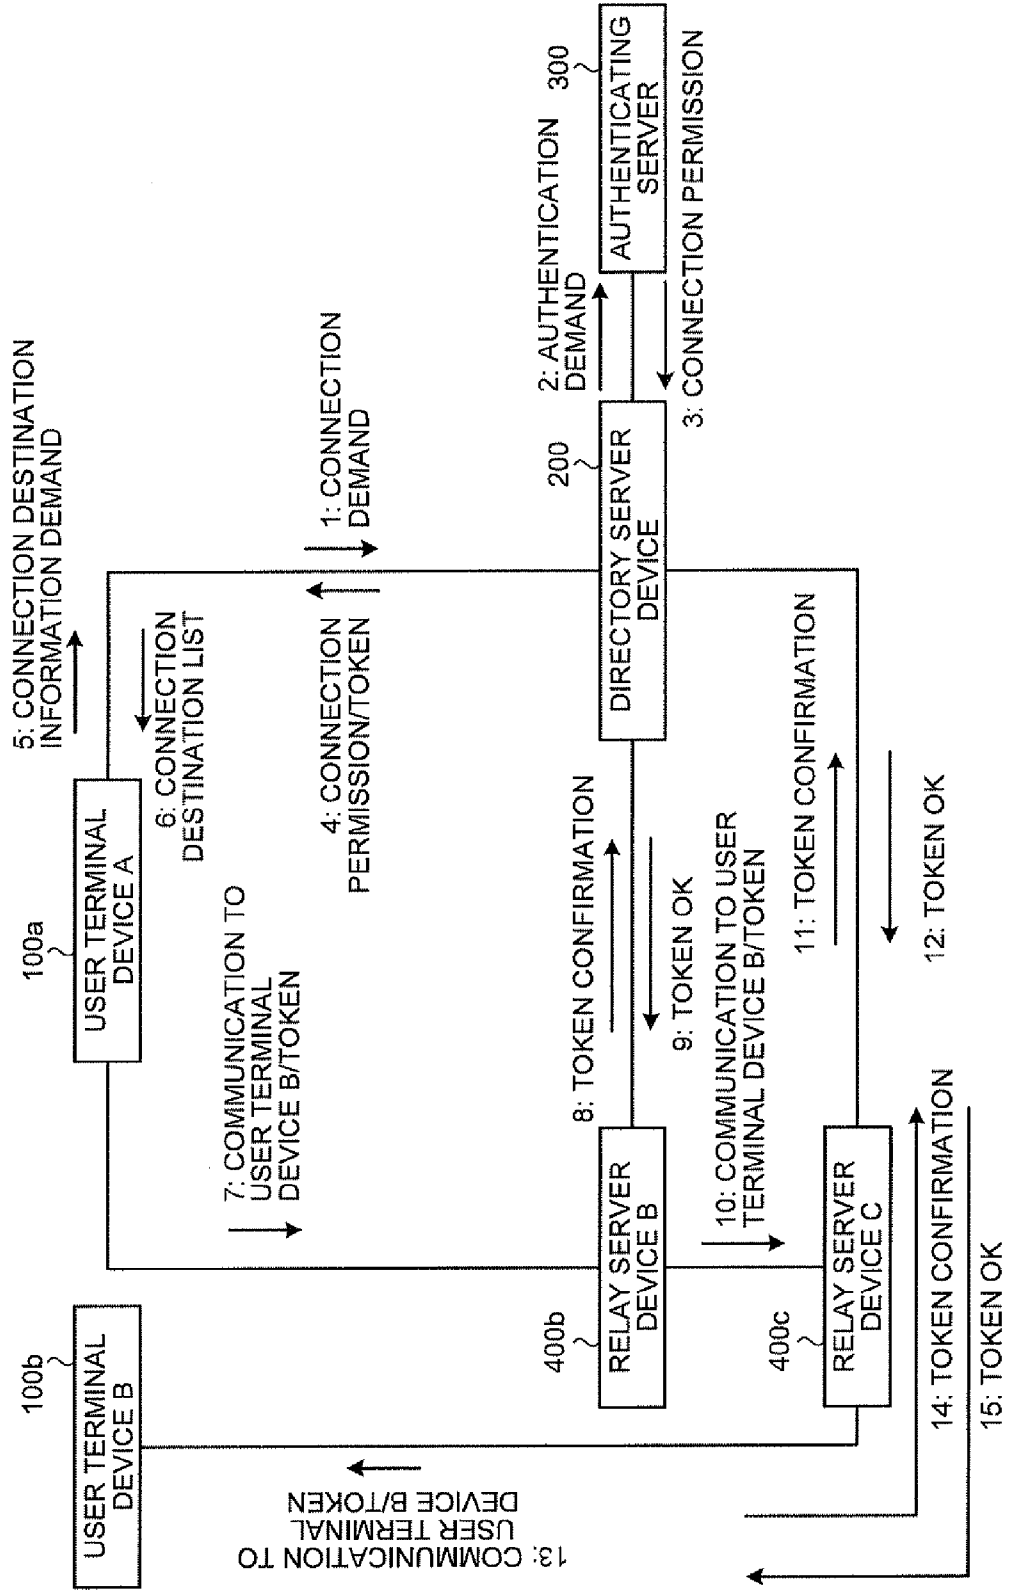 100b
USER TERMINAL
DEVICE B
100a
USER TERMINAL
DEVICE A
5: CONNECTION DESTINATION
INFORMATION DEMAND
6: CONNECTION
DESTINATION LIST
1: CONNECTION
DEMAND
4: CONNECTION
PERMISSION/TOKEN
7: COMMUNICATION TO
USER TERMINAL
DEVICE B/TOKEN
13: COMMUNICATION TO
USER TERMINAL
DEVICE B/TOKEN
400b
RELAY SERVER
DEVICE B
8: TOKEN CONFIRMATION
9: TOKEN OK
200
DIRECTORY SERVER
DEVICE
2: AUTHENTICATION
DEMAND
3: CONNECTION PERMISSION
300
AUTHENTICATING
SERVER
10: COMMUNICATION TO USER
TERMINAL DEVICE B/TOKEN
400c
RELAY SERVER
DEVICE C
11: TOKEN CONFIRMATION
12: TOKEN OK
14: TOKEN CONFIRMATION
15: TOKEN OK